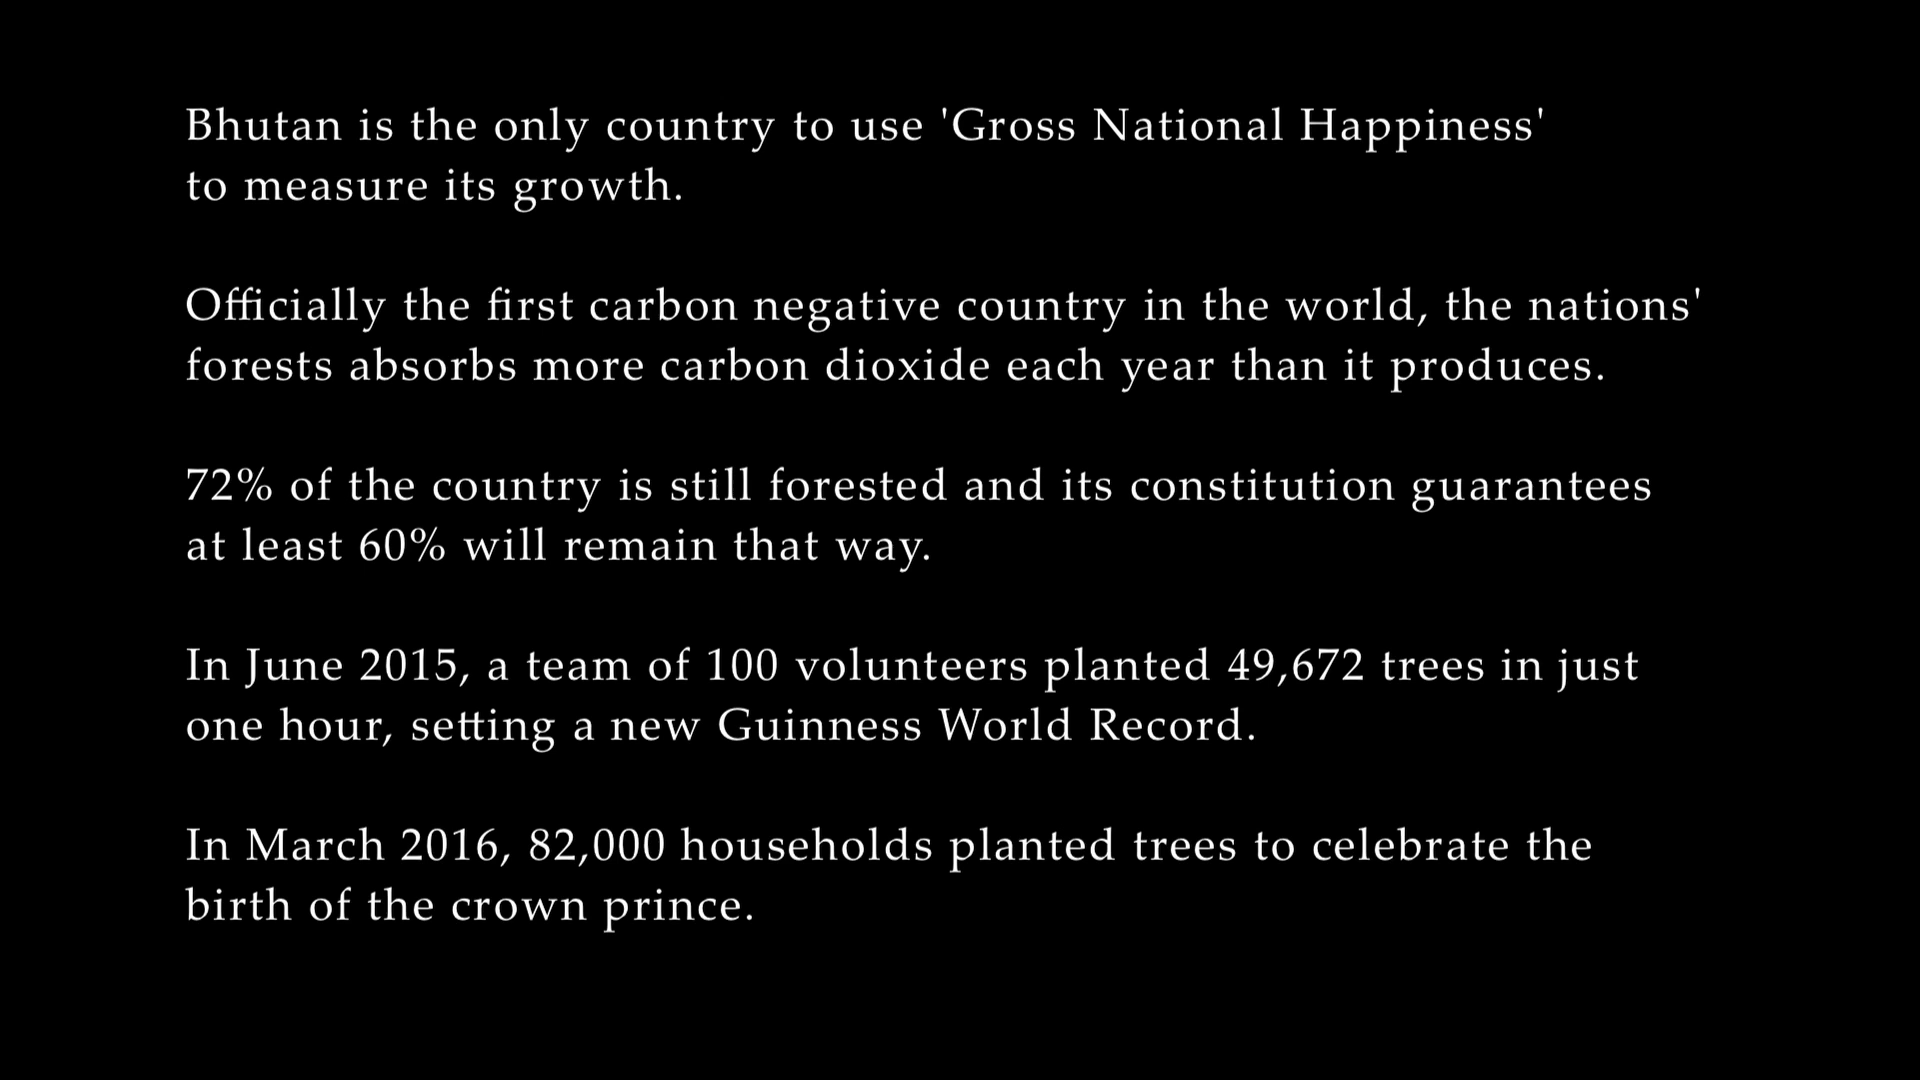 Bhutan is the only country to use 'Gross National Happiness'
to measure its growth.
Officially the first carbon negative country in the world, the nations'
forests absorbs more carbon dioxide each year than it produces.
72% of the country is still forested and its constitution guarantees
at least 60% will remain that way.
In June 2015, a team of 100 volunteers planted 49,672 trees in just
one hour, setting a new Guinness World Record.
In March 2016, 82,000 households planted trees to celebrate the
birth of the crown prince.